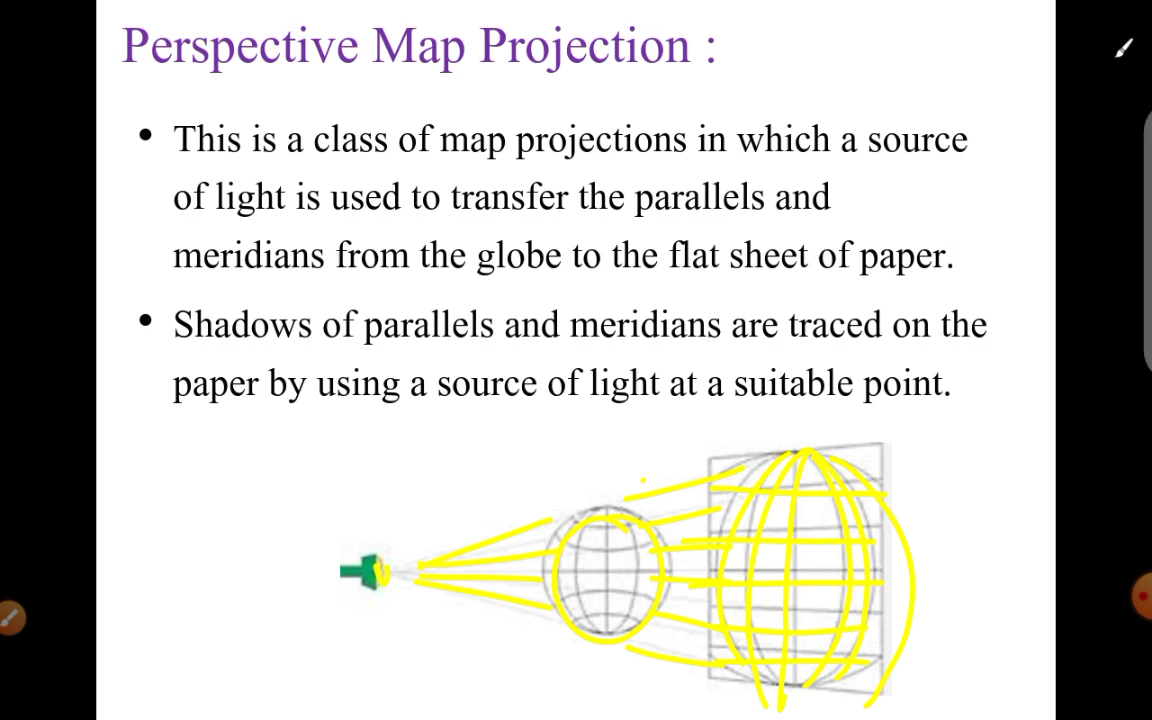 Perspective Map Projection :
• This is a class of map projections in which a source
of light is used to transfer the parallels and
meridians from the globe to the flat sheet of paper.
• Shadows of parallels and meridians are traced on the
paper by using a source of light at a suitable point.